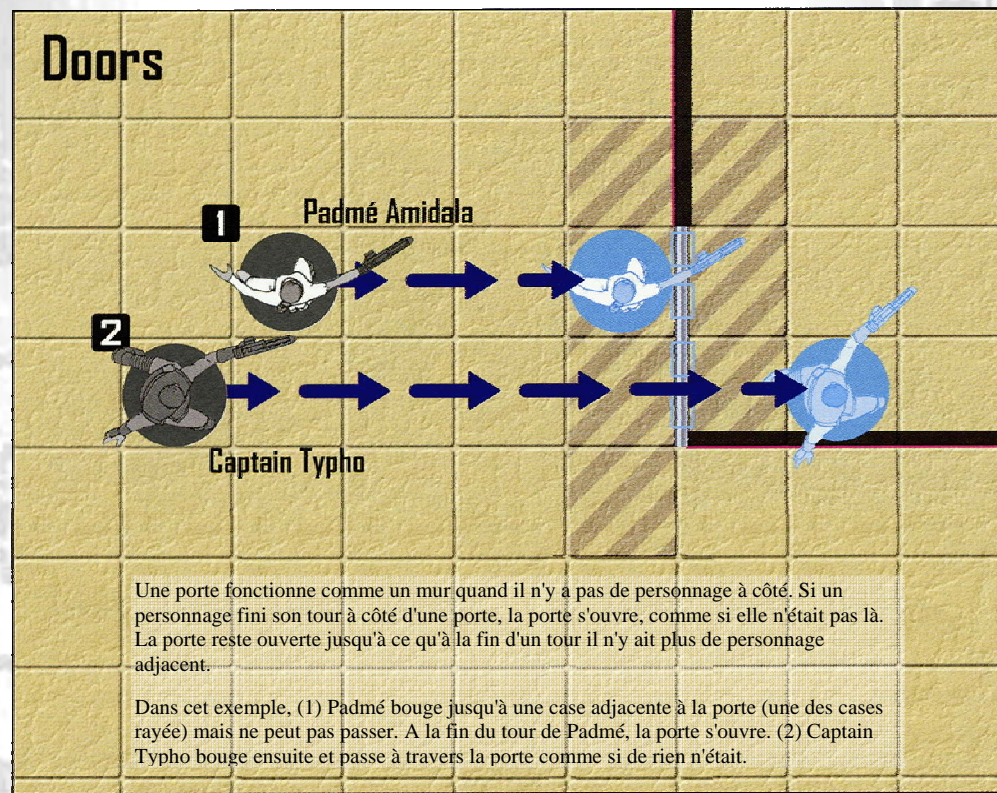 Doors
1
Padmé Amidala
2
Captain Typho
Une porte fonctionne comme un mur quand il n'y a pas de personnage à côté. Si un
personnage fini son tour à côté d'une porte, la porte s'ouvre, comme si elle n'était pas là.
La porte reste ouverte jusqu'à ce qu'à la fin d'un tour il n'y ait plus de personnage
adjacent.
Dans cet exemple, (1) Padmé bouge jusqu'à une case adjacente à la porte (une des cases
rayée) mais ne peut pas passer. A la fin du tour de Padmé, la porte s'ouvre. (2) Captain
Typho bouge ensuite et passe à travers la porte comme si de rien n'était.